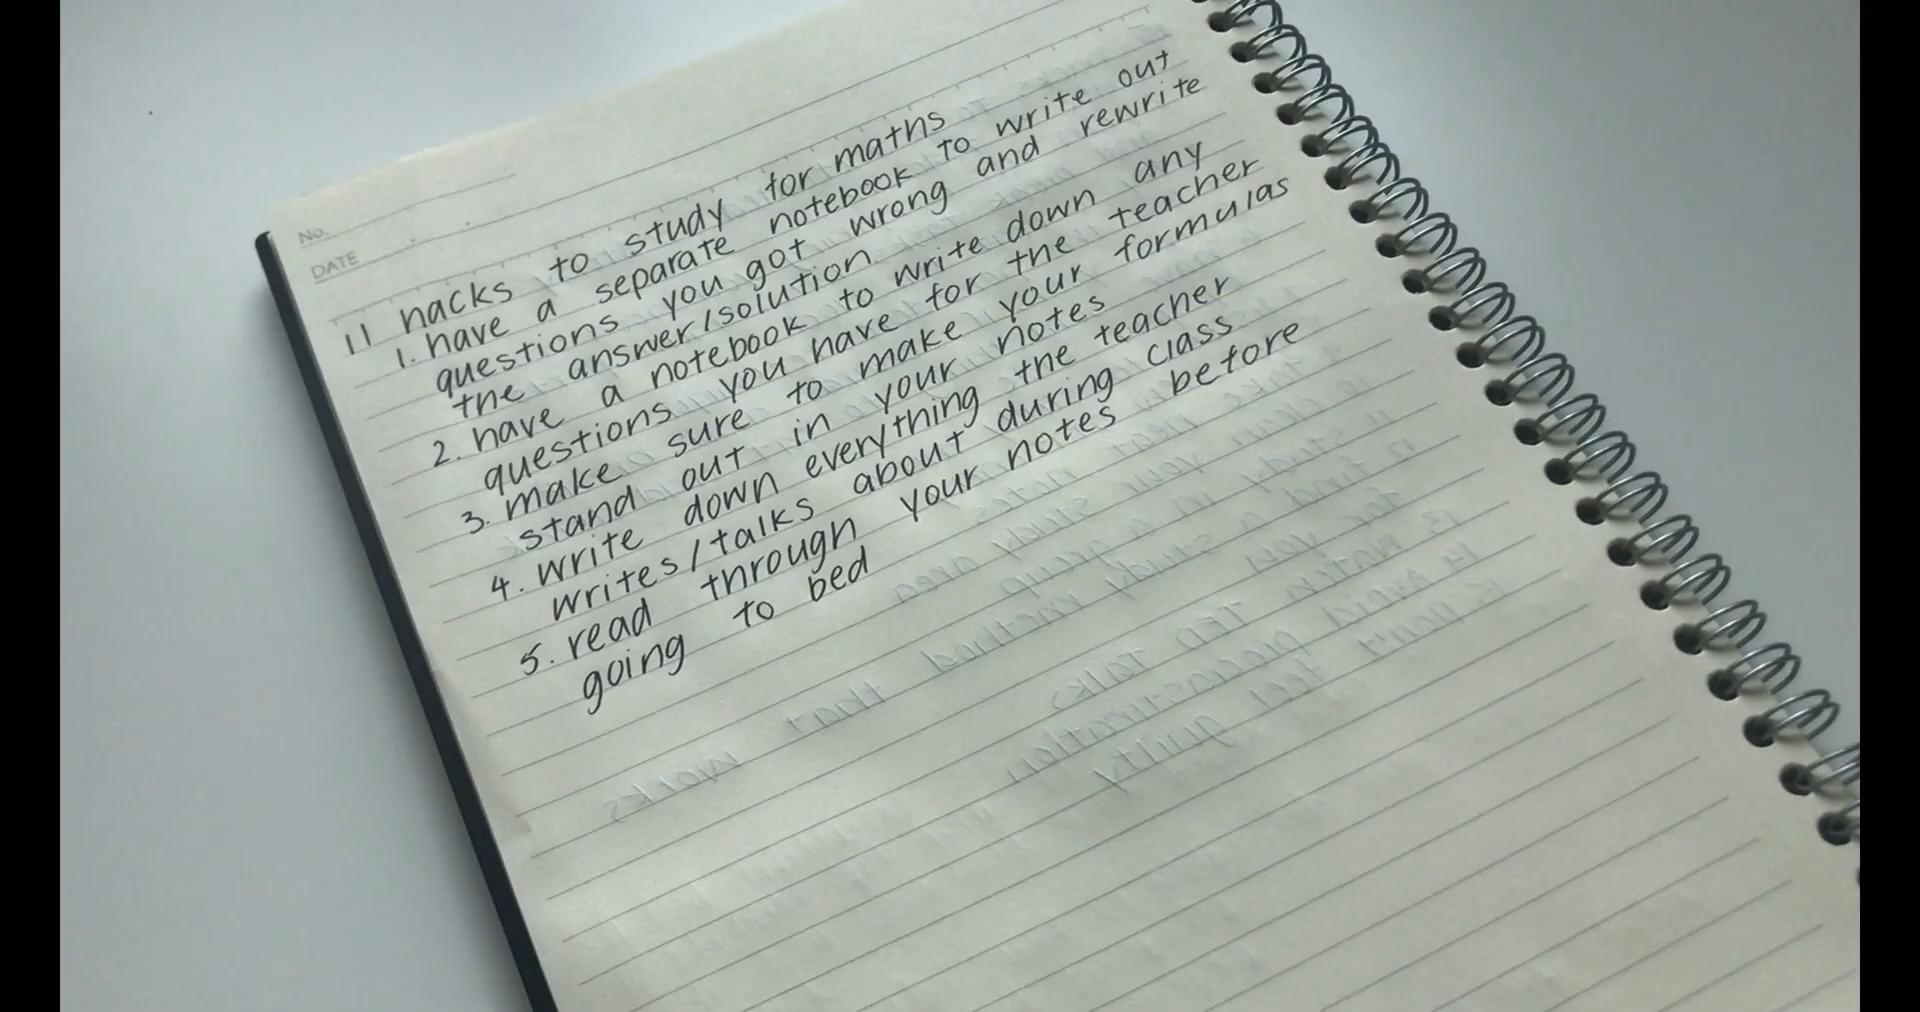 No.
DATE
11 hacks to study for maths
1. have a separate notebook to write out
questions you got wrong and rewrite
the answer/solution
2. have a notebook to write down any
questions you have for the teacher
3. make sure to make your formulas
stand out in your notes
4. write down everything the teacher
writes/talks about during class
5. read through your notes before
going to bed